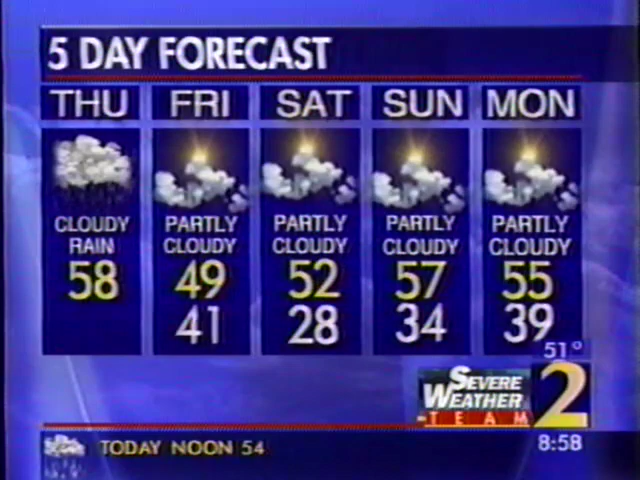 5 DAY FORECAST
THU FRI SAT SUN MON
CLOUDY PARTLY PARTLY PARTLY PARTLY
RAIN CLOUDY CLOUDY CLOUDY CLOUDY
58 49 52 57 55
41 28 34 39
51°
SEVERE
WEATHER
TEAM
2
TODAY NOON 54
8:58